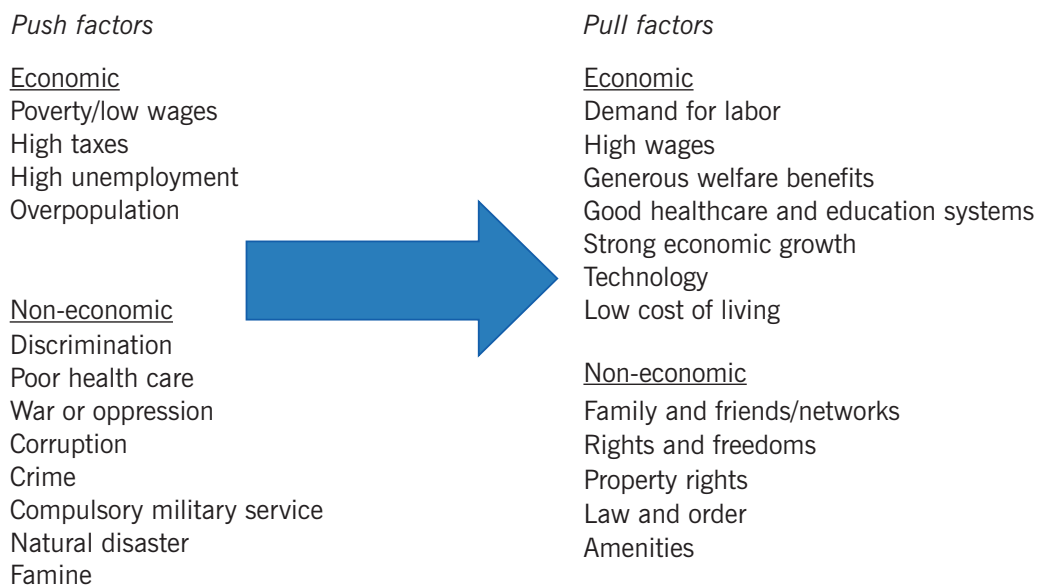 Push factors
Economic
Poverty/low wages
High taxes
High unemployment
Overpopulation
Non-economic
Discrimination
Poor health care
War or oppression
Corruption
Crime
Compulsory military service
Natural disaster
Famine
Pull factors
Economic
Demand for labor
High wages
Generous welfare benefits
Good healthcare and education systems
Strong economic growth
Technology
Low cost of living
Non-economic
Family and friends/networks
Rights and freedoms
Property rights
Law and order
Amenities